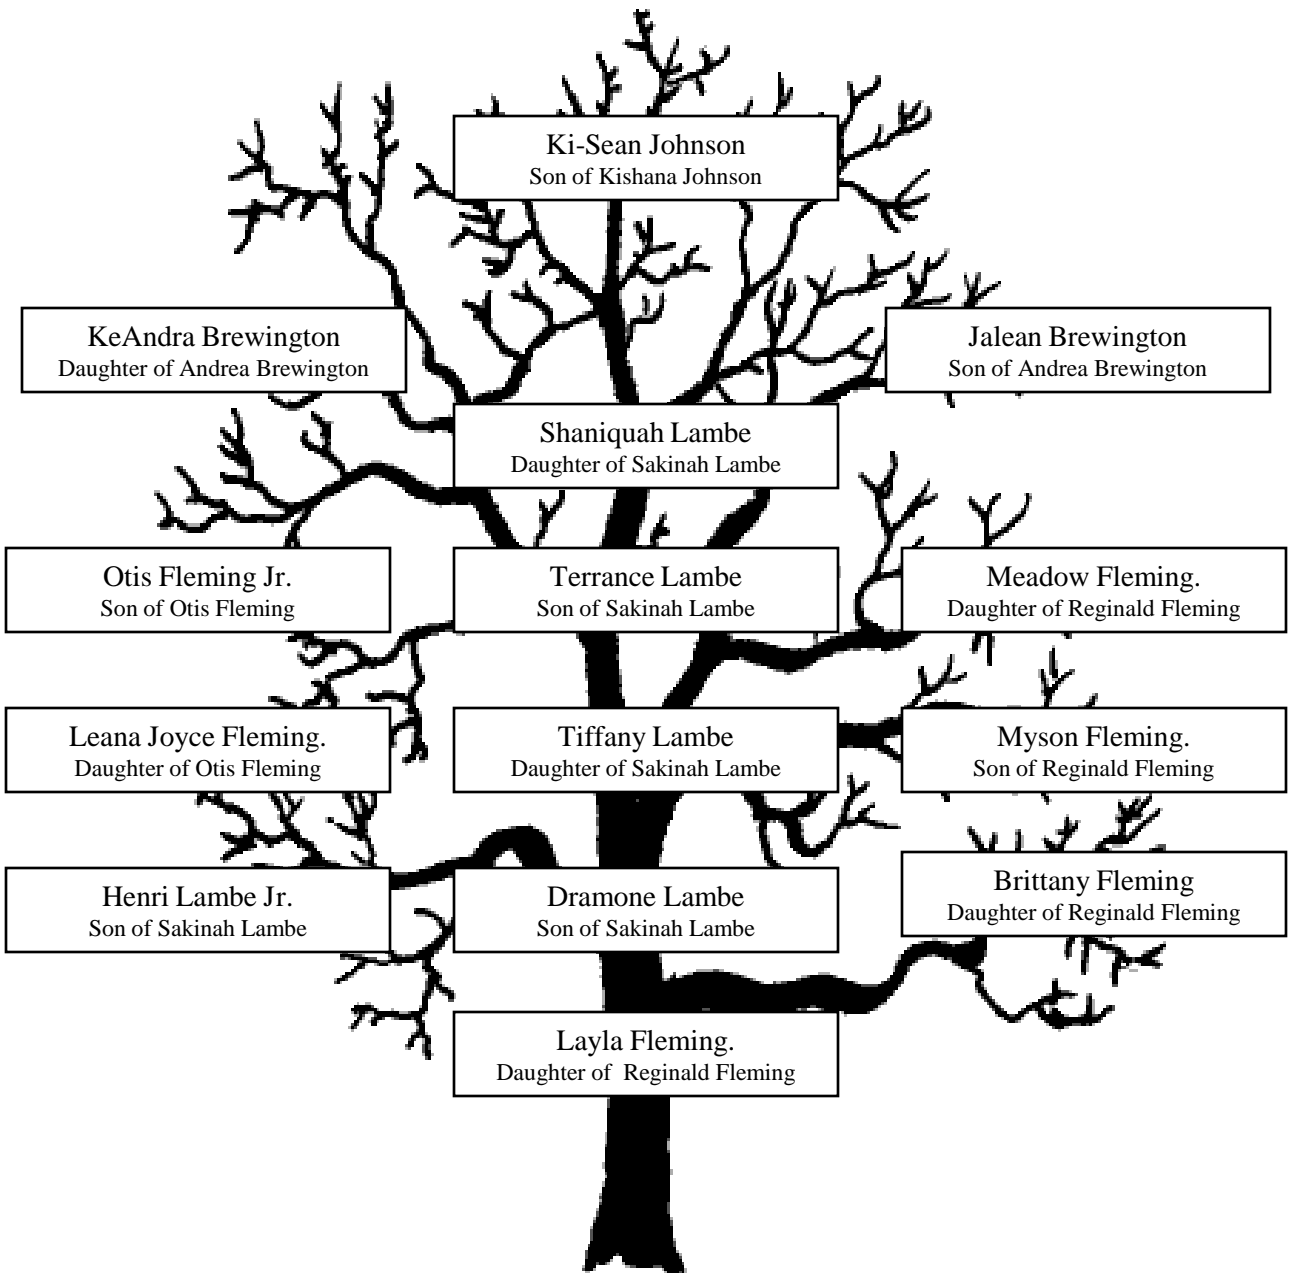 Ki-Sean Johnson
Son of Kishana Johnson
KeAndra Brewington
Daughter of Andrea Brewington
Jalean Brewington
Son of Andrea Brewington
Shaniquah Lambe
Daughter of Sakinah Lambe
Otis Fleming Jr.
Son of Otis Fleming
Terrance Lambe
Son of Sakinah Lambe
Meadow Fleming.
Daughter of Reginald Fleming
Leana Joyce Fleming.
Daughter of Otis Fleming
Tiffany Lambe
Daughter of Sakinah Lambe
Myson Fleming.
Son of Reginald Fleming
Henri Lambe Jr.
Son of Sakinah Lambe
Dramone Lambe
Son of Sakinah Lambe
Brittany Fleming
Daughter of Reginald Fleming
Layla Fleming.
Daughter of  Reginald Fleming